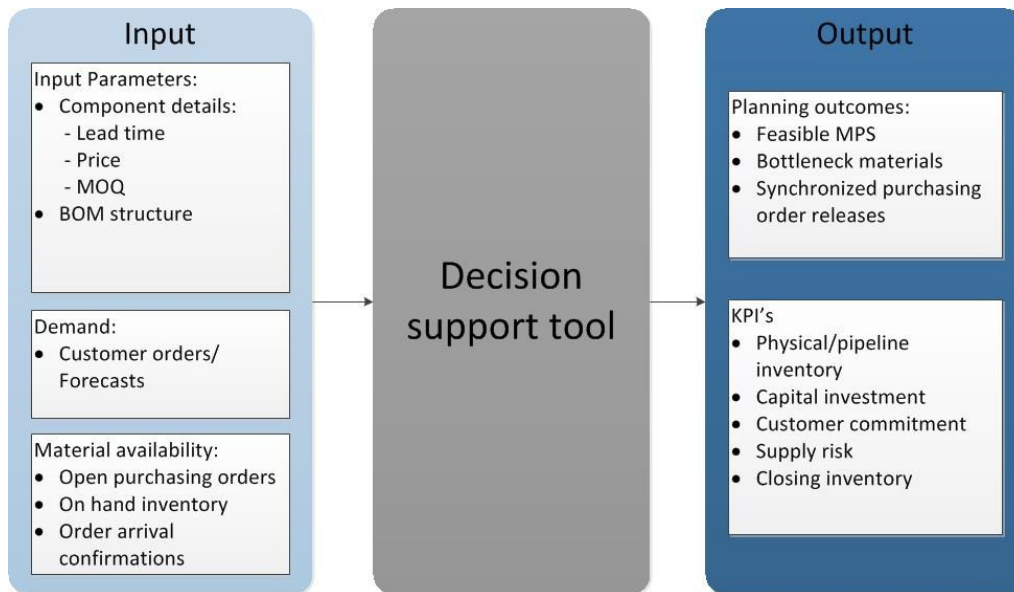 Input
Input Parameters:
• Component details:
- Lead time
- Price
- MOQ
• BOM structure
Demand:
• Customer orders/
Forecasts
Material availability:
• Open purchasing orders
• On hand inventory
• Order arrival
confirmations
Decision
support tool
Output
Planning outcomes:
• Feasible MPS
• Bottleneck materials
• Synchronized purchasing
order releases
KPI's
• Physical/pipeline
inventory
• Capital investment
• Customer commitment
• Supply risk
• Closing inventory